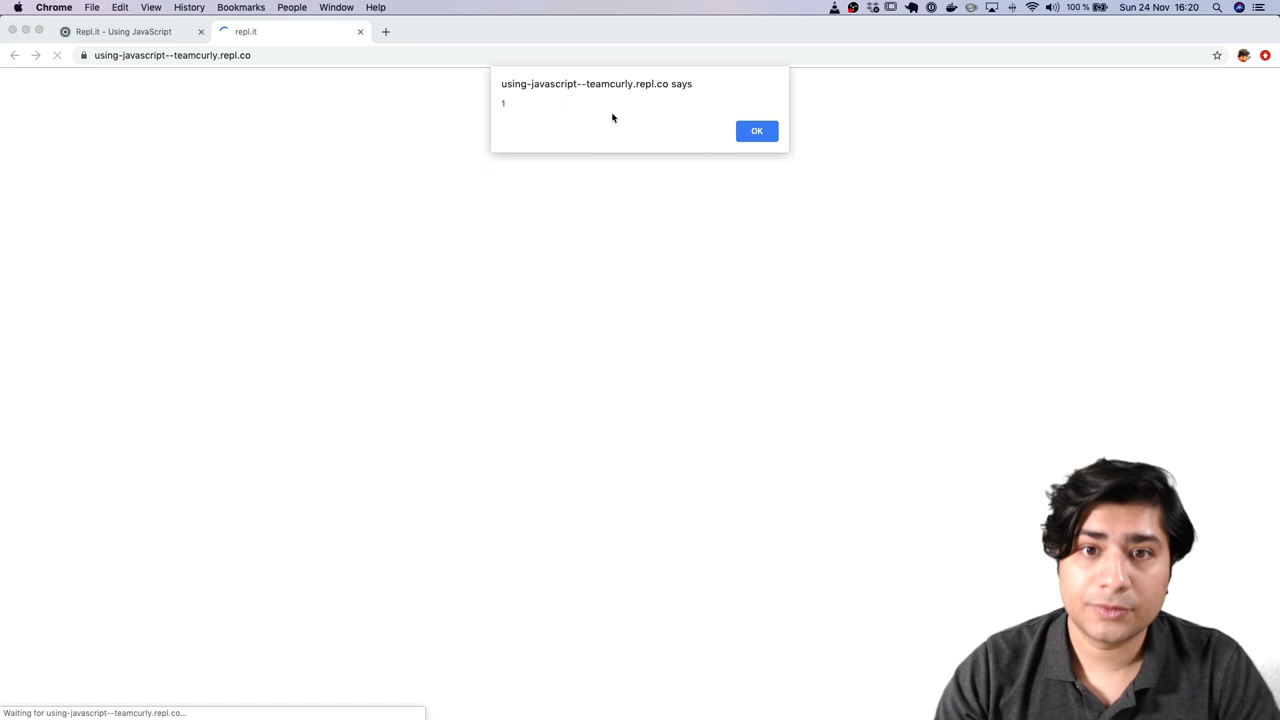 Chrome File Edit View History Bookmarks People Window Help 100 % Sun 24 Nov 16:20
Repl.it - Using JavaScript repl.it
using-javascript--teamcurly.repl.co
using-javascript--teamcurly.repl.co says
1
OK
Waiting for using-javascript--teamcurly.repl.co...